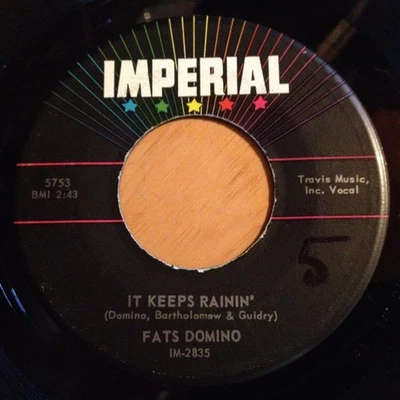 IMPERIAL
5753
BMI 2:43
Travis Music,
Inc. Vocal
5
IT KEEPS RAININ'
(Domino, Bartholomew & Guidry)
FATS DOMINO
IM-2835